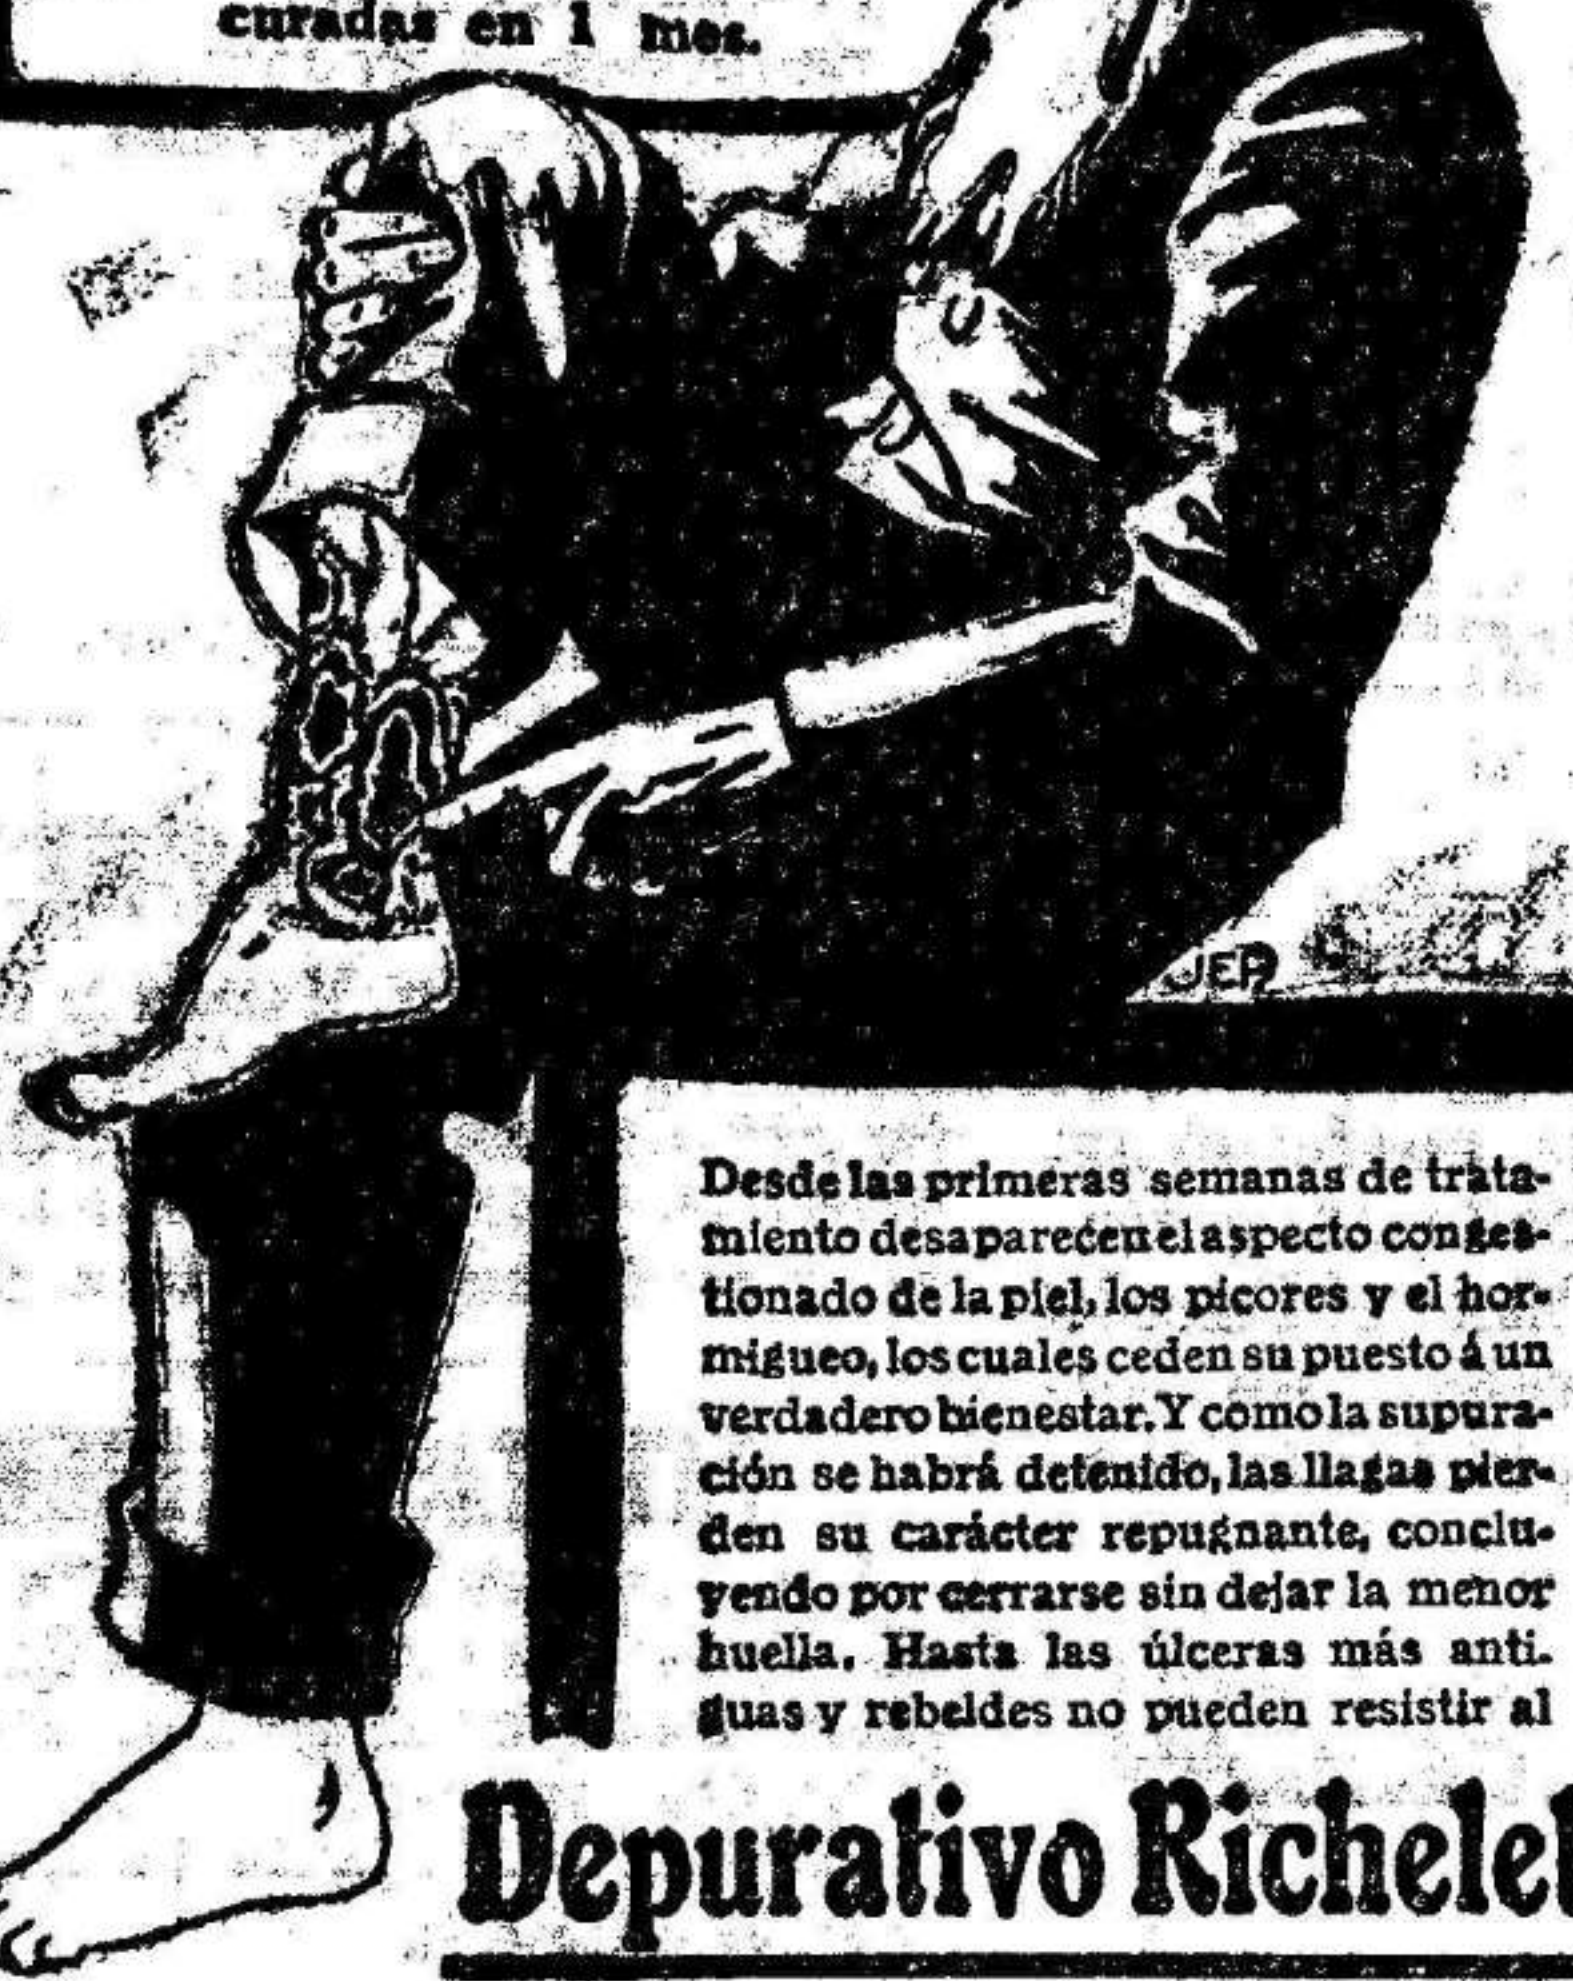 curadas en 1 mes.
JER
Desde las primeras semanas de trata-
miento desaparecen el aspecto conges-
tionado de la piel, los picores y el hor-
migueo, los cuales ceden su puesto á un
verdadero bienestar. Y como la supura-
ción se habrá detenido, las llagas pier-
den su carácter repugnante, conclu-
yendo por cerrarse sin dejar la menor
huella. Hasta las úlceras más anti-
guas y rebeldes no pueden resistir al
Depurativo Richelet